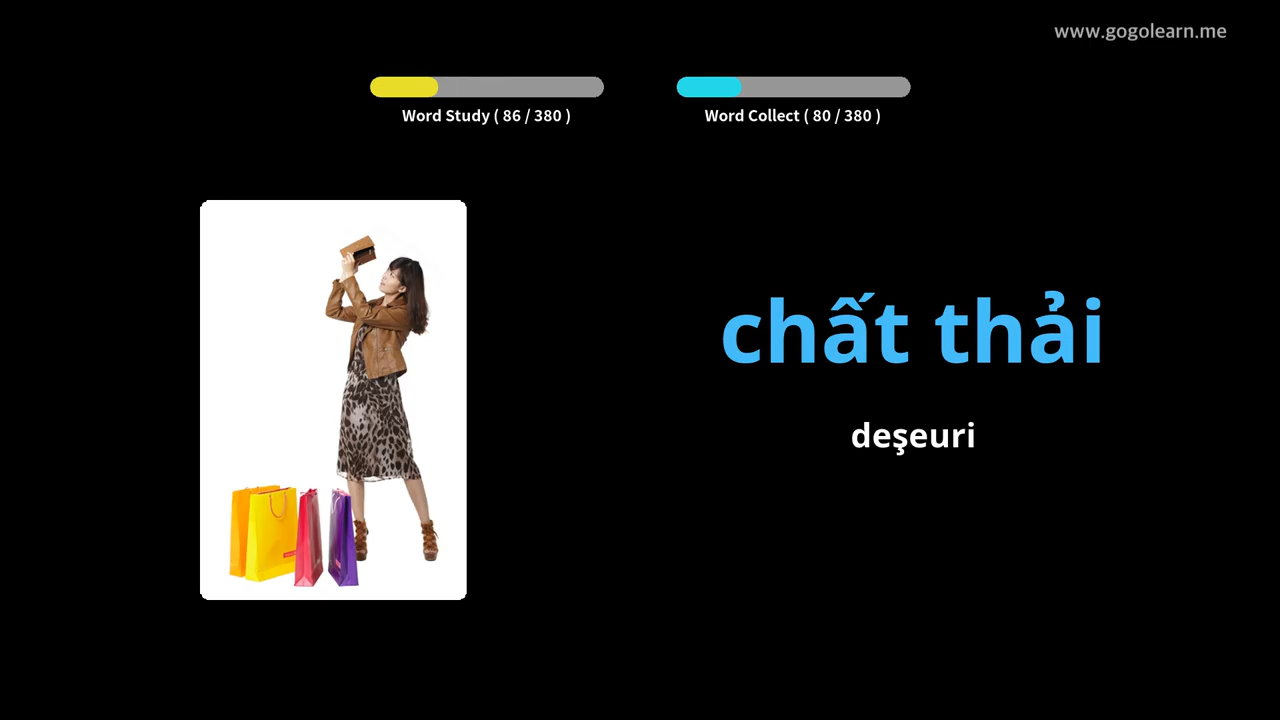 www.gogolearn.me
Word Study ( 86 / 380 )
Word Collect ( 80 / 380 )
chất thải
deşeuri